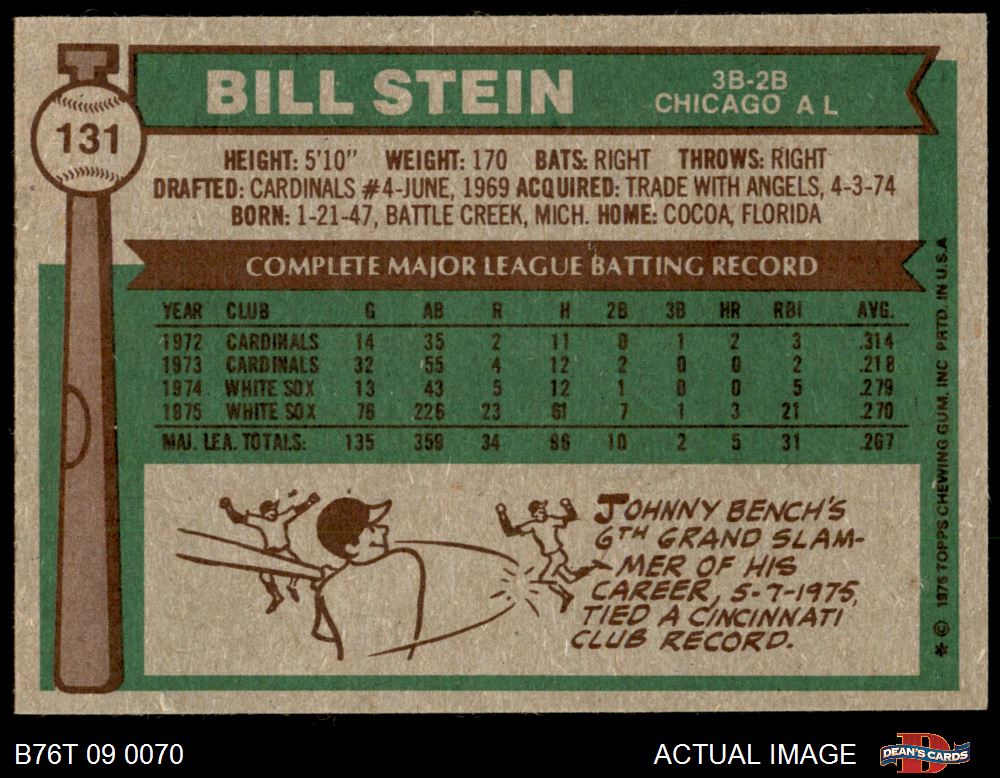 BILL STEIN
3B-2B
CHICAGO A L
131
HEIGHT: 5'10" WEIGHT: 170 BATS: RIGHT THROWS: RIGHT
DRAFTED: CARDINALS #4-JUNE, 1969 ACQUIRED: TRADE WITH ANGELS, 4-3-74
BORN: 1-21-47, BATTLE CREEK, MICH. HOME: COCOA, FLORIDA
COMPLETE MAJOR LEAGUE BATTING RECORD
YEAR CLUB G AB R H 2B 3B HR RBI AVG.
1972 CARDINALS 14 35 2 11 0 1 2 3 .314
1973 CARDINALS 32 55 4 12 2 0 0 2 .218
1974 WHITE SOX 13 43 5 12 1 0 0 5 .279
1975 WHITE SOX 76 226 23 61 7 1 3 21 .270
MAJ. LEA. TOTALS: 135 359 34 96 10 2 5 31 .267
JOHNNY BENCH'S
6TH GRAND SLAM-
MER OF HIS
CAREER, 5-7-1975,
TIED A CINCINNATI
CLUB RECORD.
* © 1976 TOPPS CHEWING GUM, INC PRTD. IN U.S.A
B76T 09 0070
ACTUAL IMAGE
DEAN'S CARDS